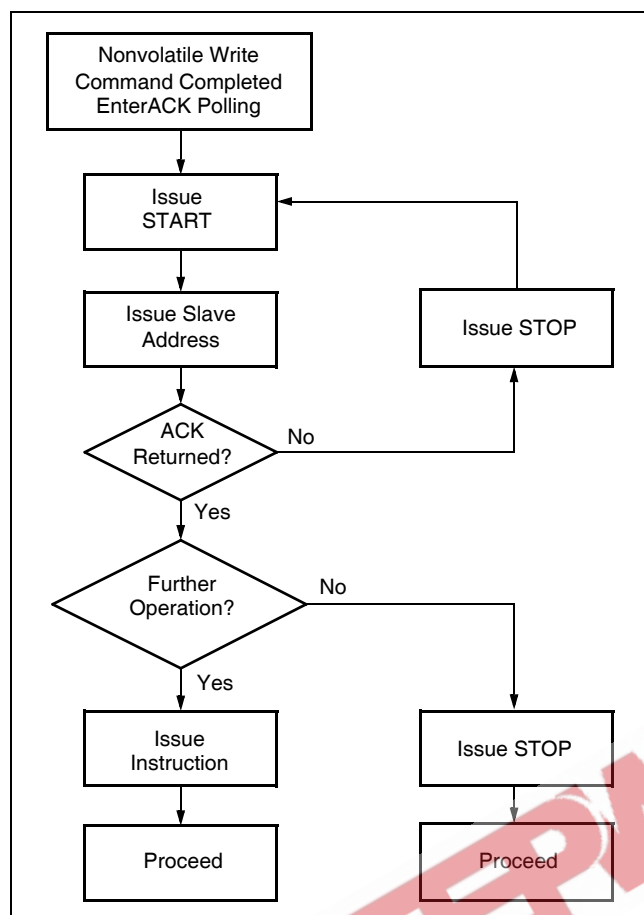 Nonvolatile Write
Command Completed
EnterACK Polling
Issue
START
Issue Slave
Address
Issue STOP
ACK
Returned?
No
Yes
Further
Operation?
No
Yes
Issue
Instruction
Issue STOP
Proceed
Proceed